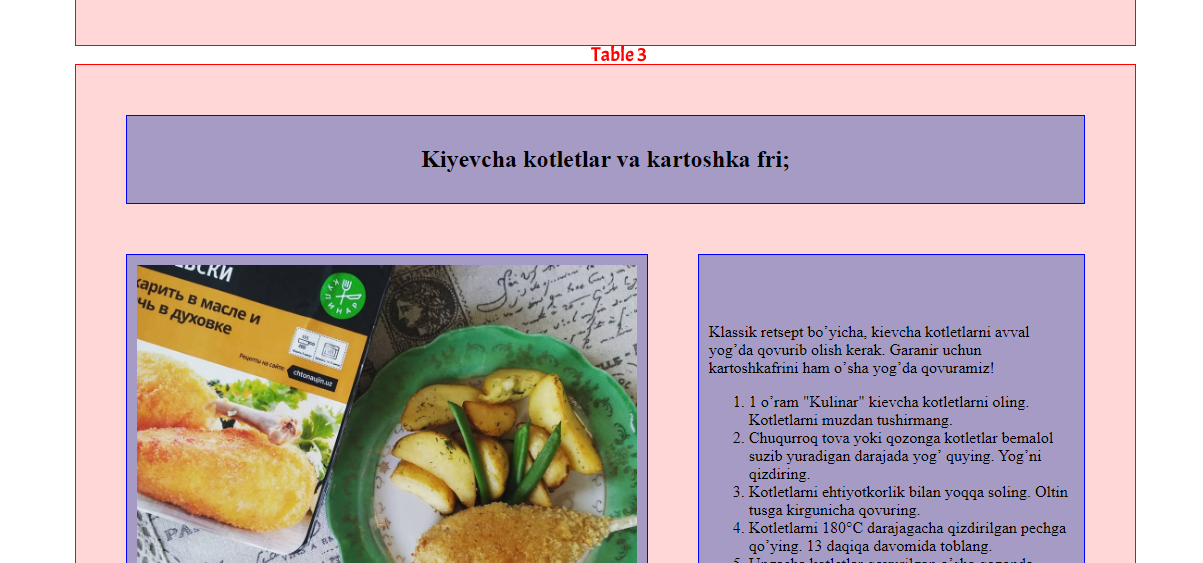 Table 3
Kiyevcha kotletlar va kartoshka fri;
жарить в масле и
духовке
Рецепты на сайте
chtonaujin.uz
Klassik retsept bo’yicha, kievcha kotletlarni avval
yog’da qovurib olish kerak. Garanir uchun
kartoshkafrini ham o’sha yog’da qovuramiz!
1. 1 o’ram "Kulinar" kievcha kotletlarni oling.
Kotletlarni muzdan tushirmang.
2. Chuqurroq tova yoki qozonga kotletlar bemalol
suzib yuradigan darajada yog’ quying. Yog’ni
qizdiring.
3. Kotletlarni ehtiyotkorlik bilan yoqqa soling. Oltin
tusga kirgunicha qovuring.
4. Kotletlarni 180°C darajagacha qizdirilgan pechga
qo’ying. 13 daqiqa davomida toblang.